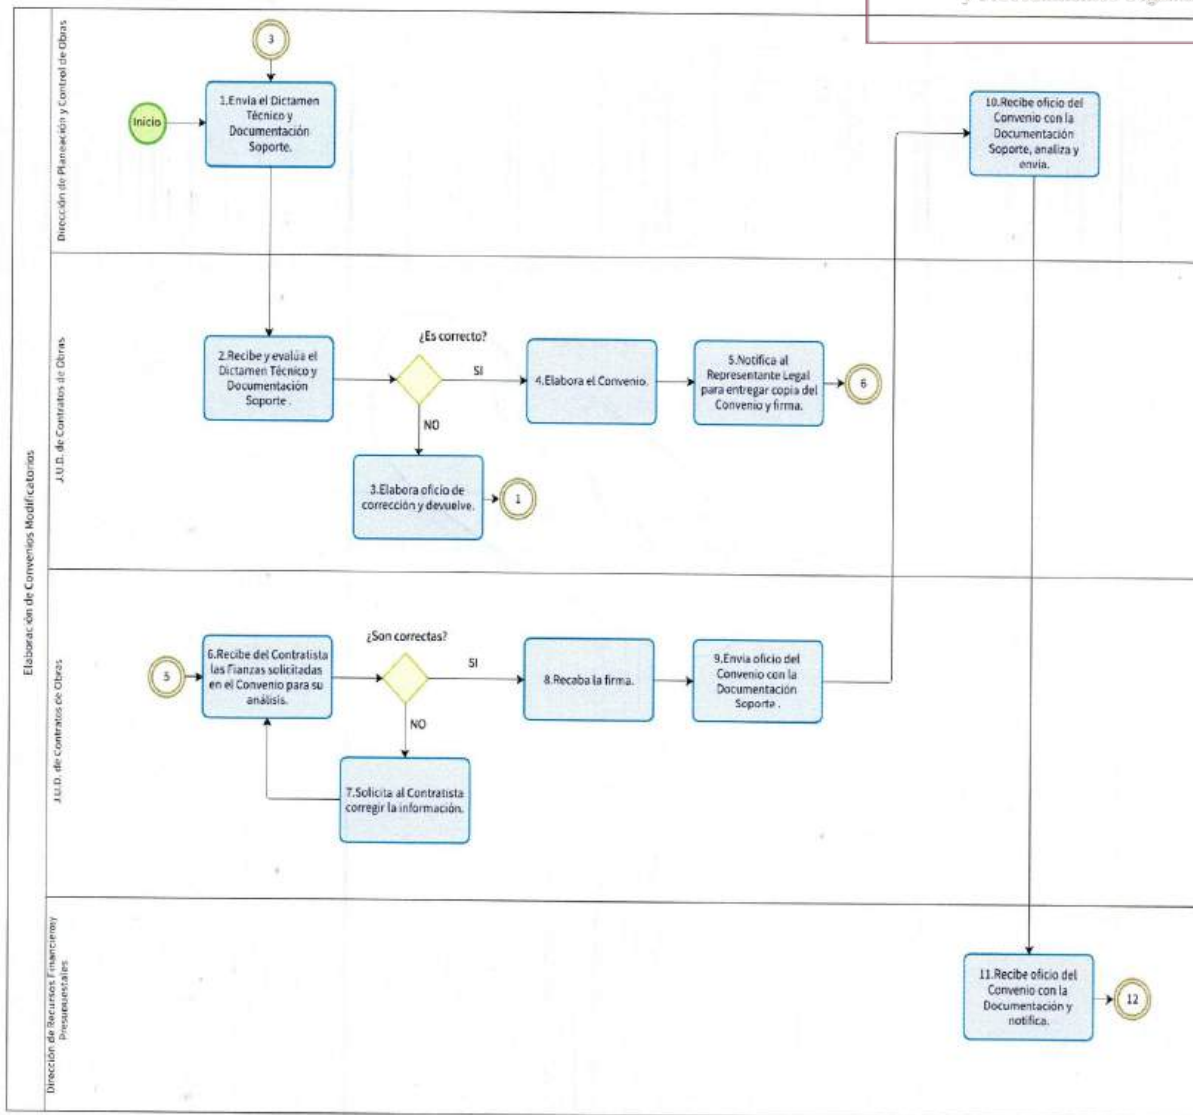 Elaboración de Convenios Modificatorios
Dirección de Planeación y Control de Obras
3
Inicio
1.Envía el Dictamen
Técnico y
Documentación
Soporte.
10.Recibe oficio del
Convenio con la
Documentación
Soporte, analiza y
envía.
J.U.D. de Contratos de Obras
2.Recibe y evalúa el
Dictamen Técnico y
Documentación
Soporte .
¿Es correcto?
SI
NO
4.Elabora el Convenio.
5.Notifica al
Representante Legal
para entregar copia del
Convenio y firma.
6
3.Elabora oficio de
corrección y devuelve.
1
J.U.D. de Contratos de Obras
5
6.Recibe del Contratista
las Fianzas solicitadas
en el Convenio para su
análisis.
¿Son correctas?
SI
NO
8.Recaba la firma.
9.Envia oficio del
Convenio con la
Documentación
Soporte .
7.Solicita al Contratista
corregir la información.
Dirección de Recursos Financieros y
Presupuestales
11.Recibe oficio del
Convenio con la
Documentación y
notifica.
12